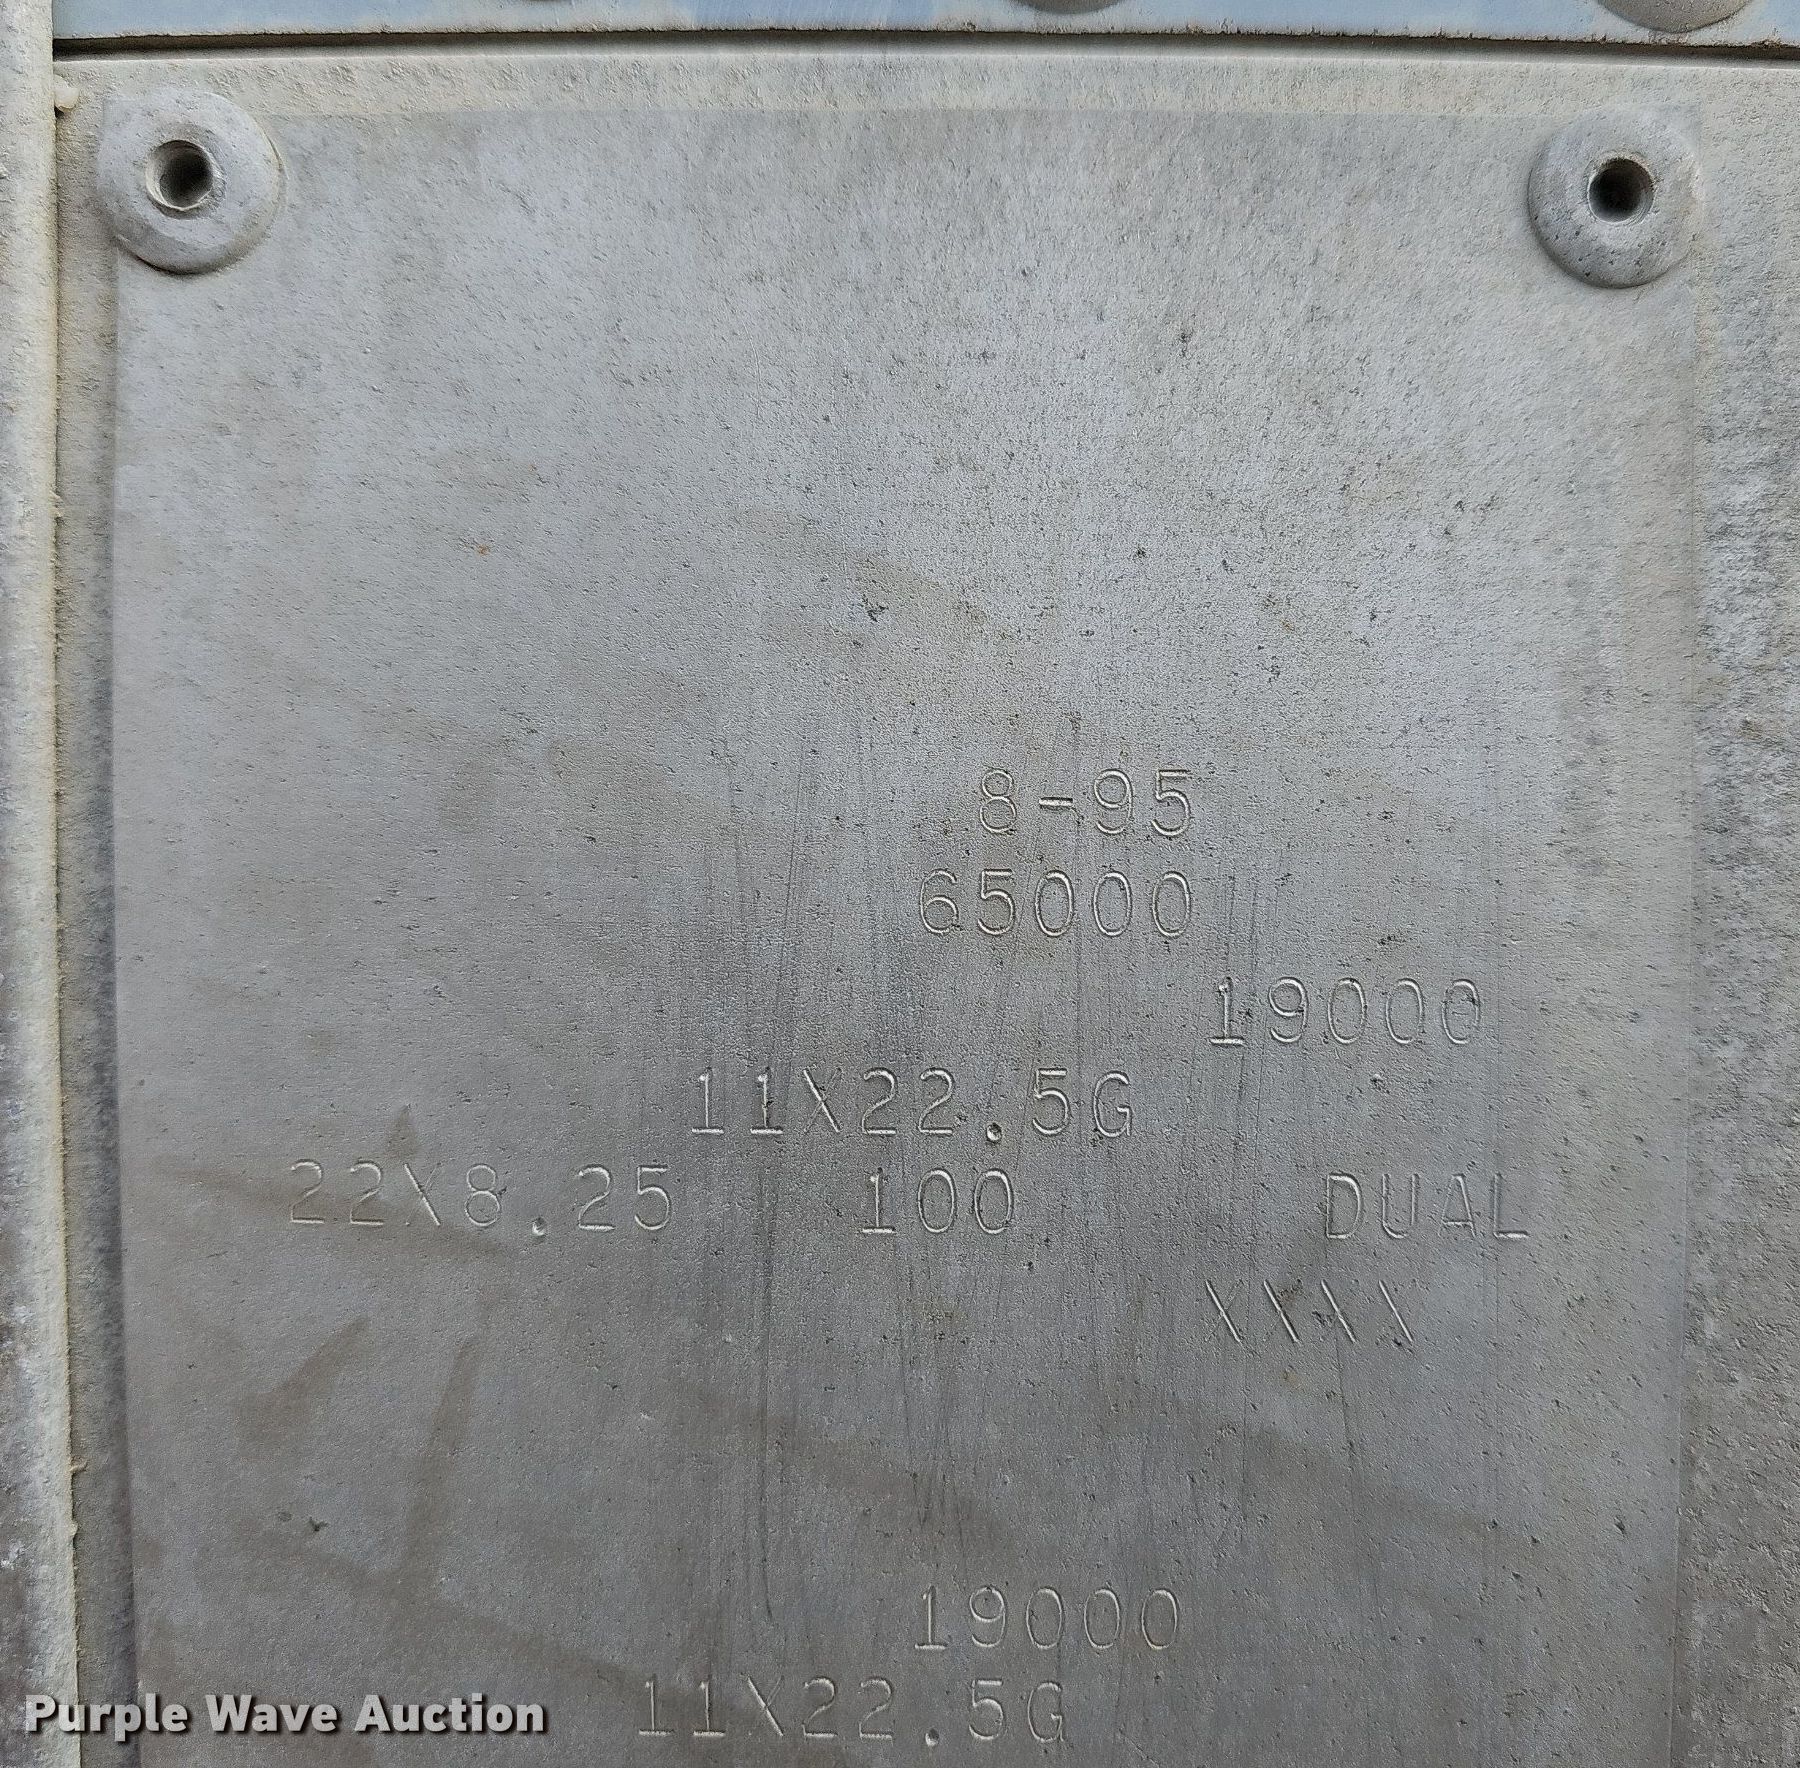 8-95
65000
19000
11X22.5G
22X8.25 100 DUAL
XXXX
19000
11X22.5G
Purple Wave Auction